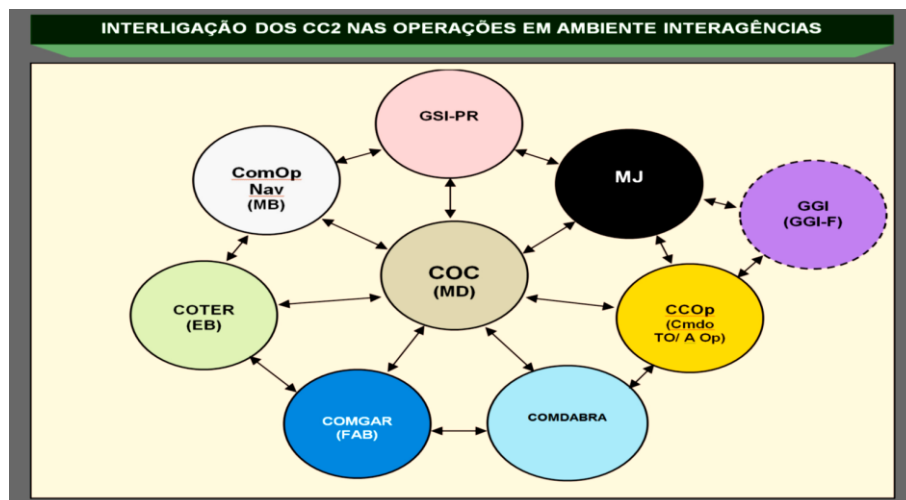 INTERLIGAÇÃO DOS CC2 NAS OPERAÇÕES EM AMBIENTE INTERAGÊNCIAS
GSI-PR
ComOp
Nav
(MB)
MJ
GGI
(GGI-F)
COC
(MD)
COTER
(EB)
CCOp
(Cmdo
TO/ A Op)
COMGAR
(FAB)
COMDABRA